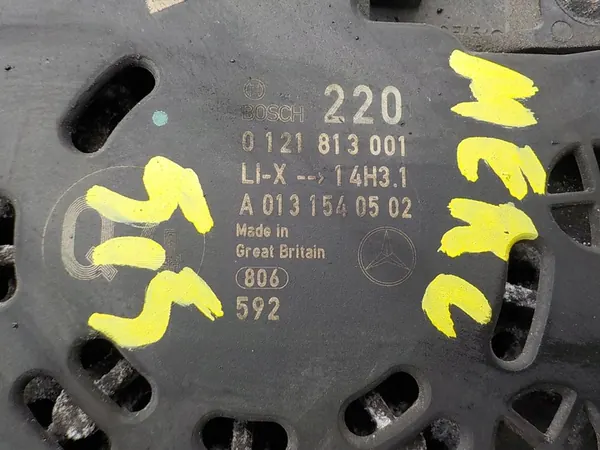 BOSCH 220
0 121 813 001
LI-X --> 14H3.1
A 013 154 05 02
Made in
Great Britain
806
592
MERC